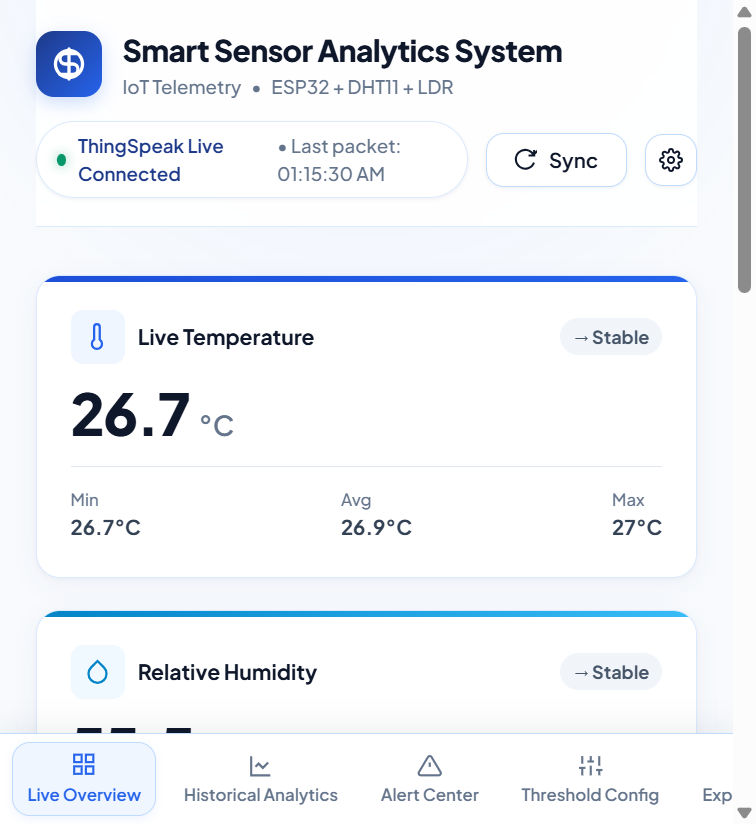 Smart Sensor Analytics System
IoT Telemetry • ESP32 + DHT11 + LDR
ThingSpeak Live Connected
• Last packet: 01:15:30 AM
Sync
Live Temperature
→ Stable
26.7 °C
Min
26.7°C
Avg
26.9°C
Max
27°C
Relative Humidity
→ Stable
Live Overview
Historical Analytics
Alert Center
Threshold Config
Exp